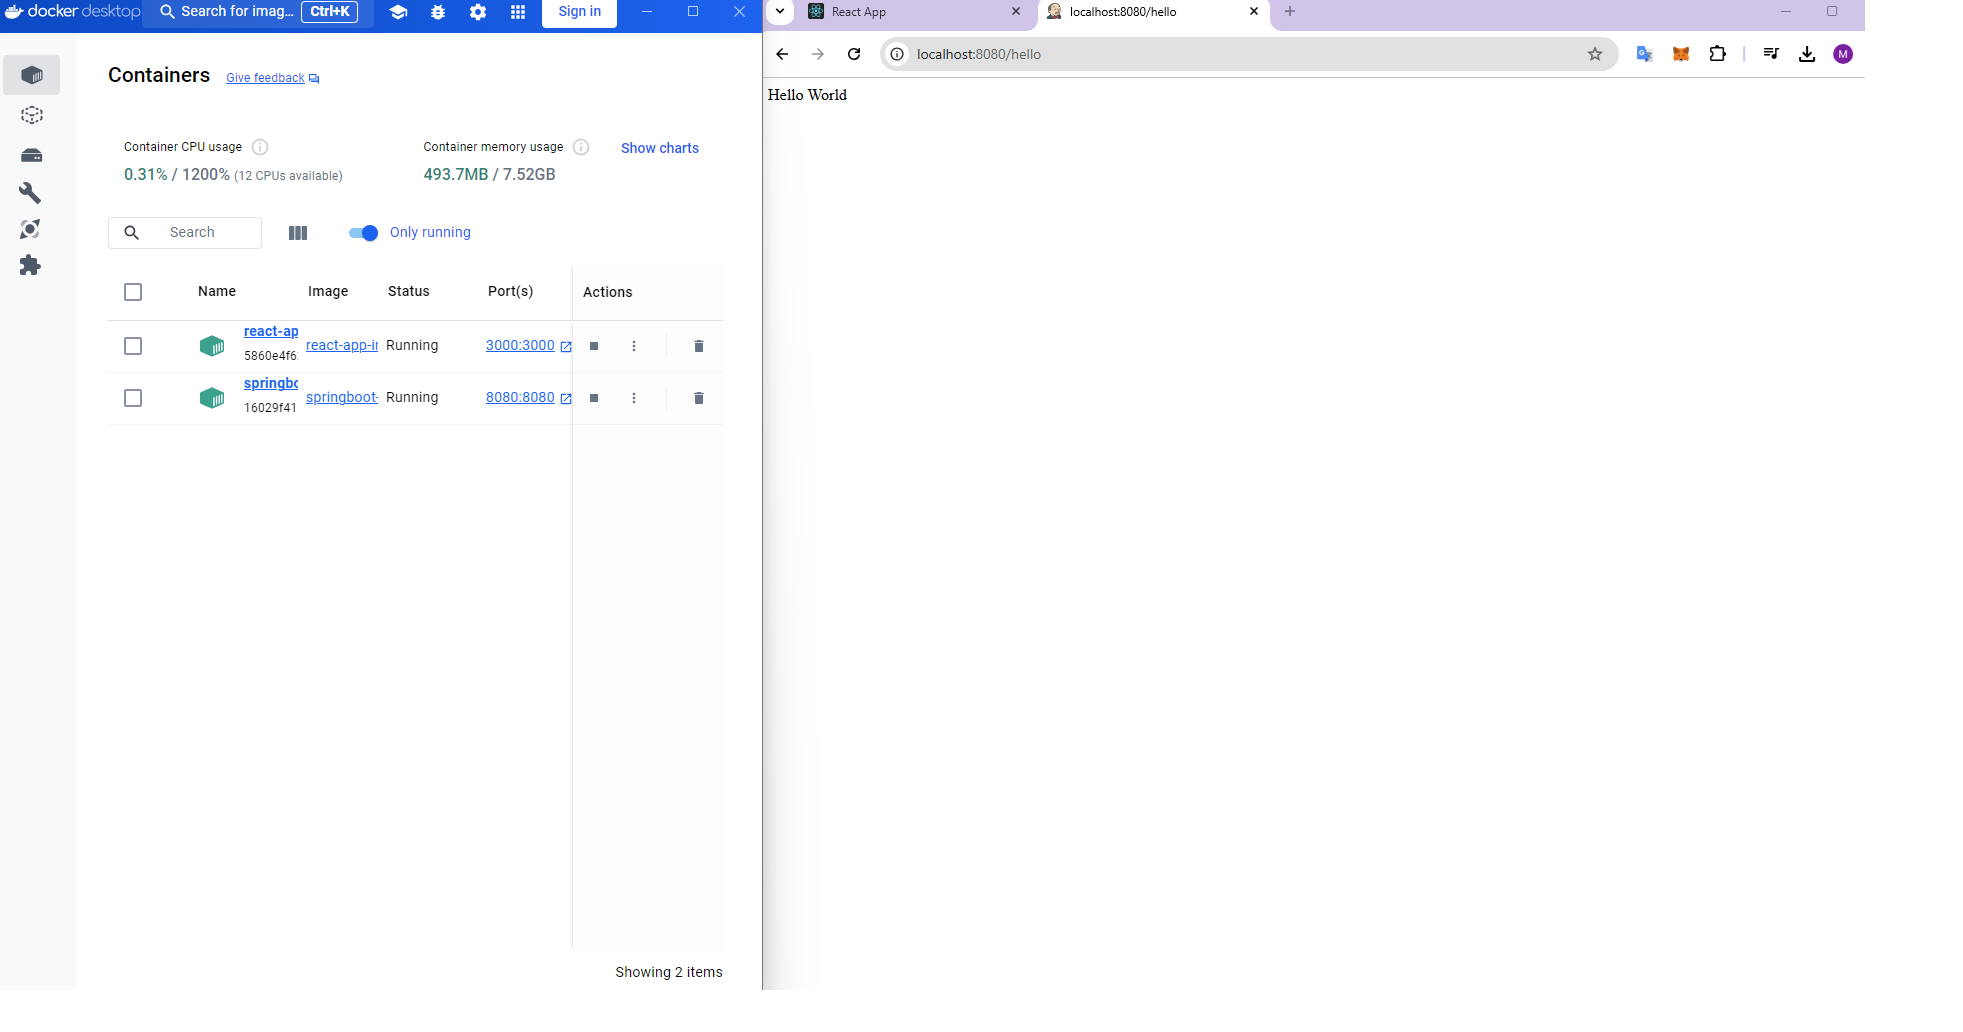 docker desktop
Search for imag... Ctrl+K
Sign in
Containers Give feedback
Container CPU usage
0.31% / 1200% (12 CPUs available)
Container memory usage
493.7MB / 7.52GB
Show charts
Search
Only running
Name Image Status Port(s) Actions
react-ap
5860e4f6
react-app-i
Running
3000:3000
springbo
16029f41
springboot-
Running
8080:8080
Showing 2 items
React App
localhost:8080/hello
localhost:8080/hello
M
Hello World